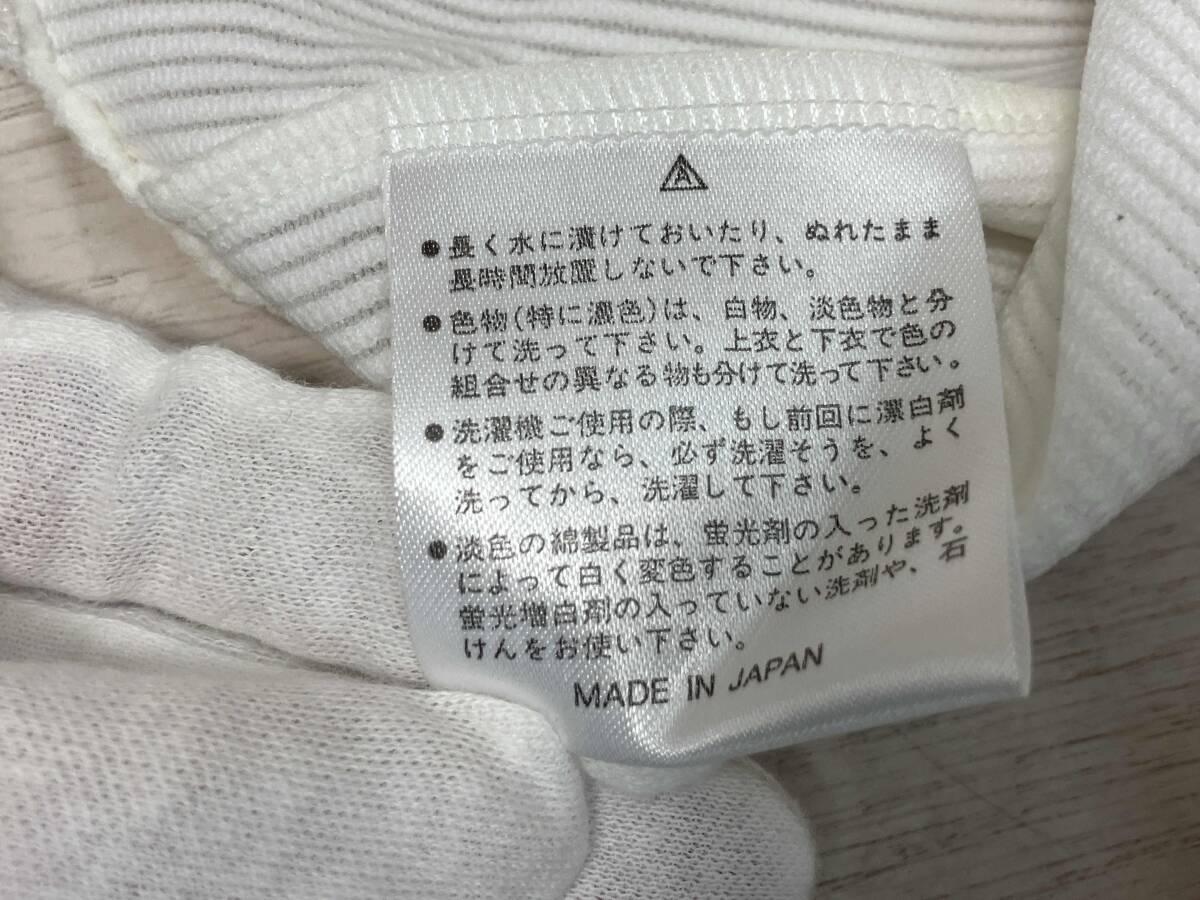 A
●長く水に漬けておいたり、ぬれたまま
長時間放置しないで下さい。
●色物(特に濃色)は、白物、淡色物と分
けて洗って下さい。上衣と下衣で色の
組合せの異なる物も分けて洗って下さい。
●洗濯機ご使用の際、もし前回に漂白剤
をご使用なら、必ず洗濯そうを、よく
洗ってから、洗濯して下さい。
●淡色の綿製品は、蛍光剤の入った洗剤
によって白く変色することがあります。
蛍光増白剤の入っていない洗剤や、石
けんをお使い下さい。
MADE IN JAPAN